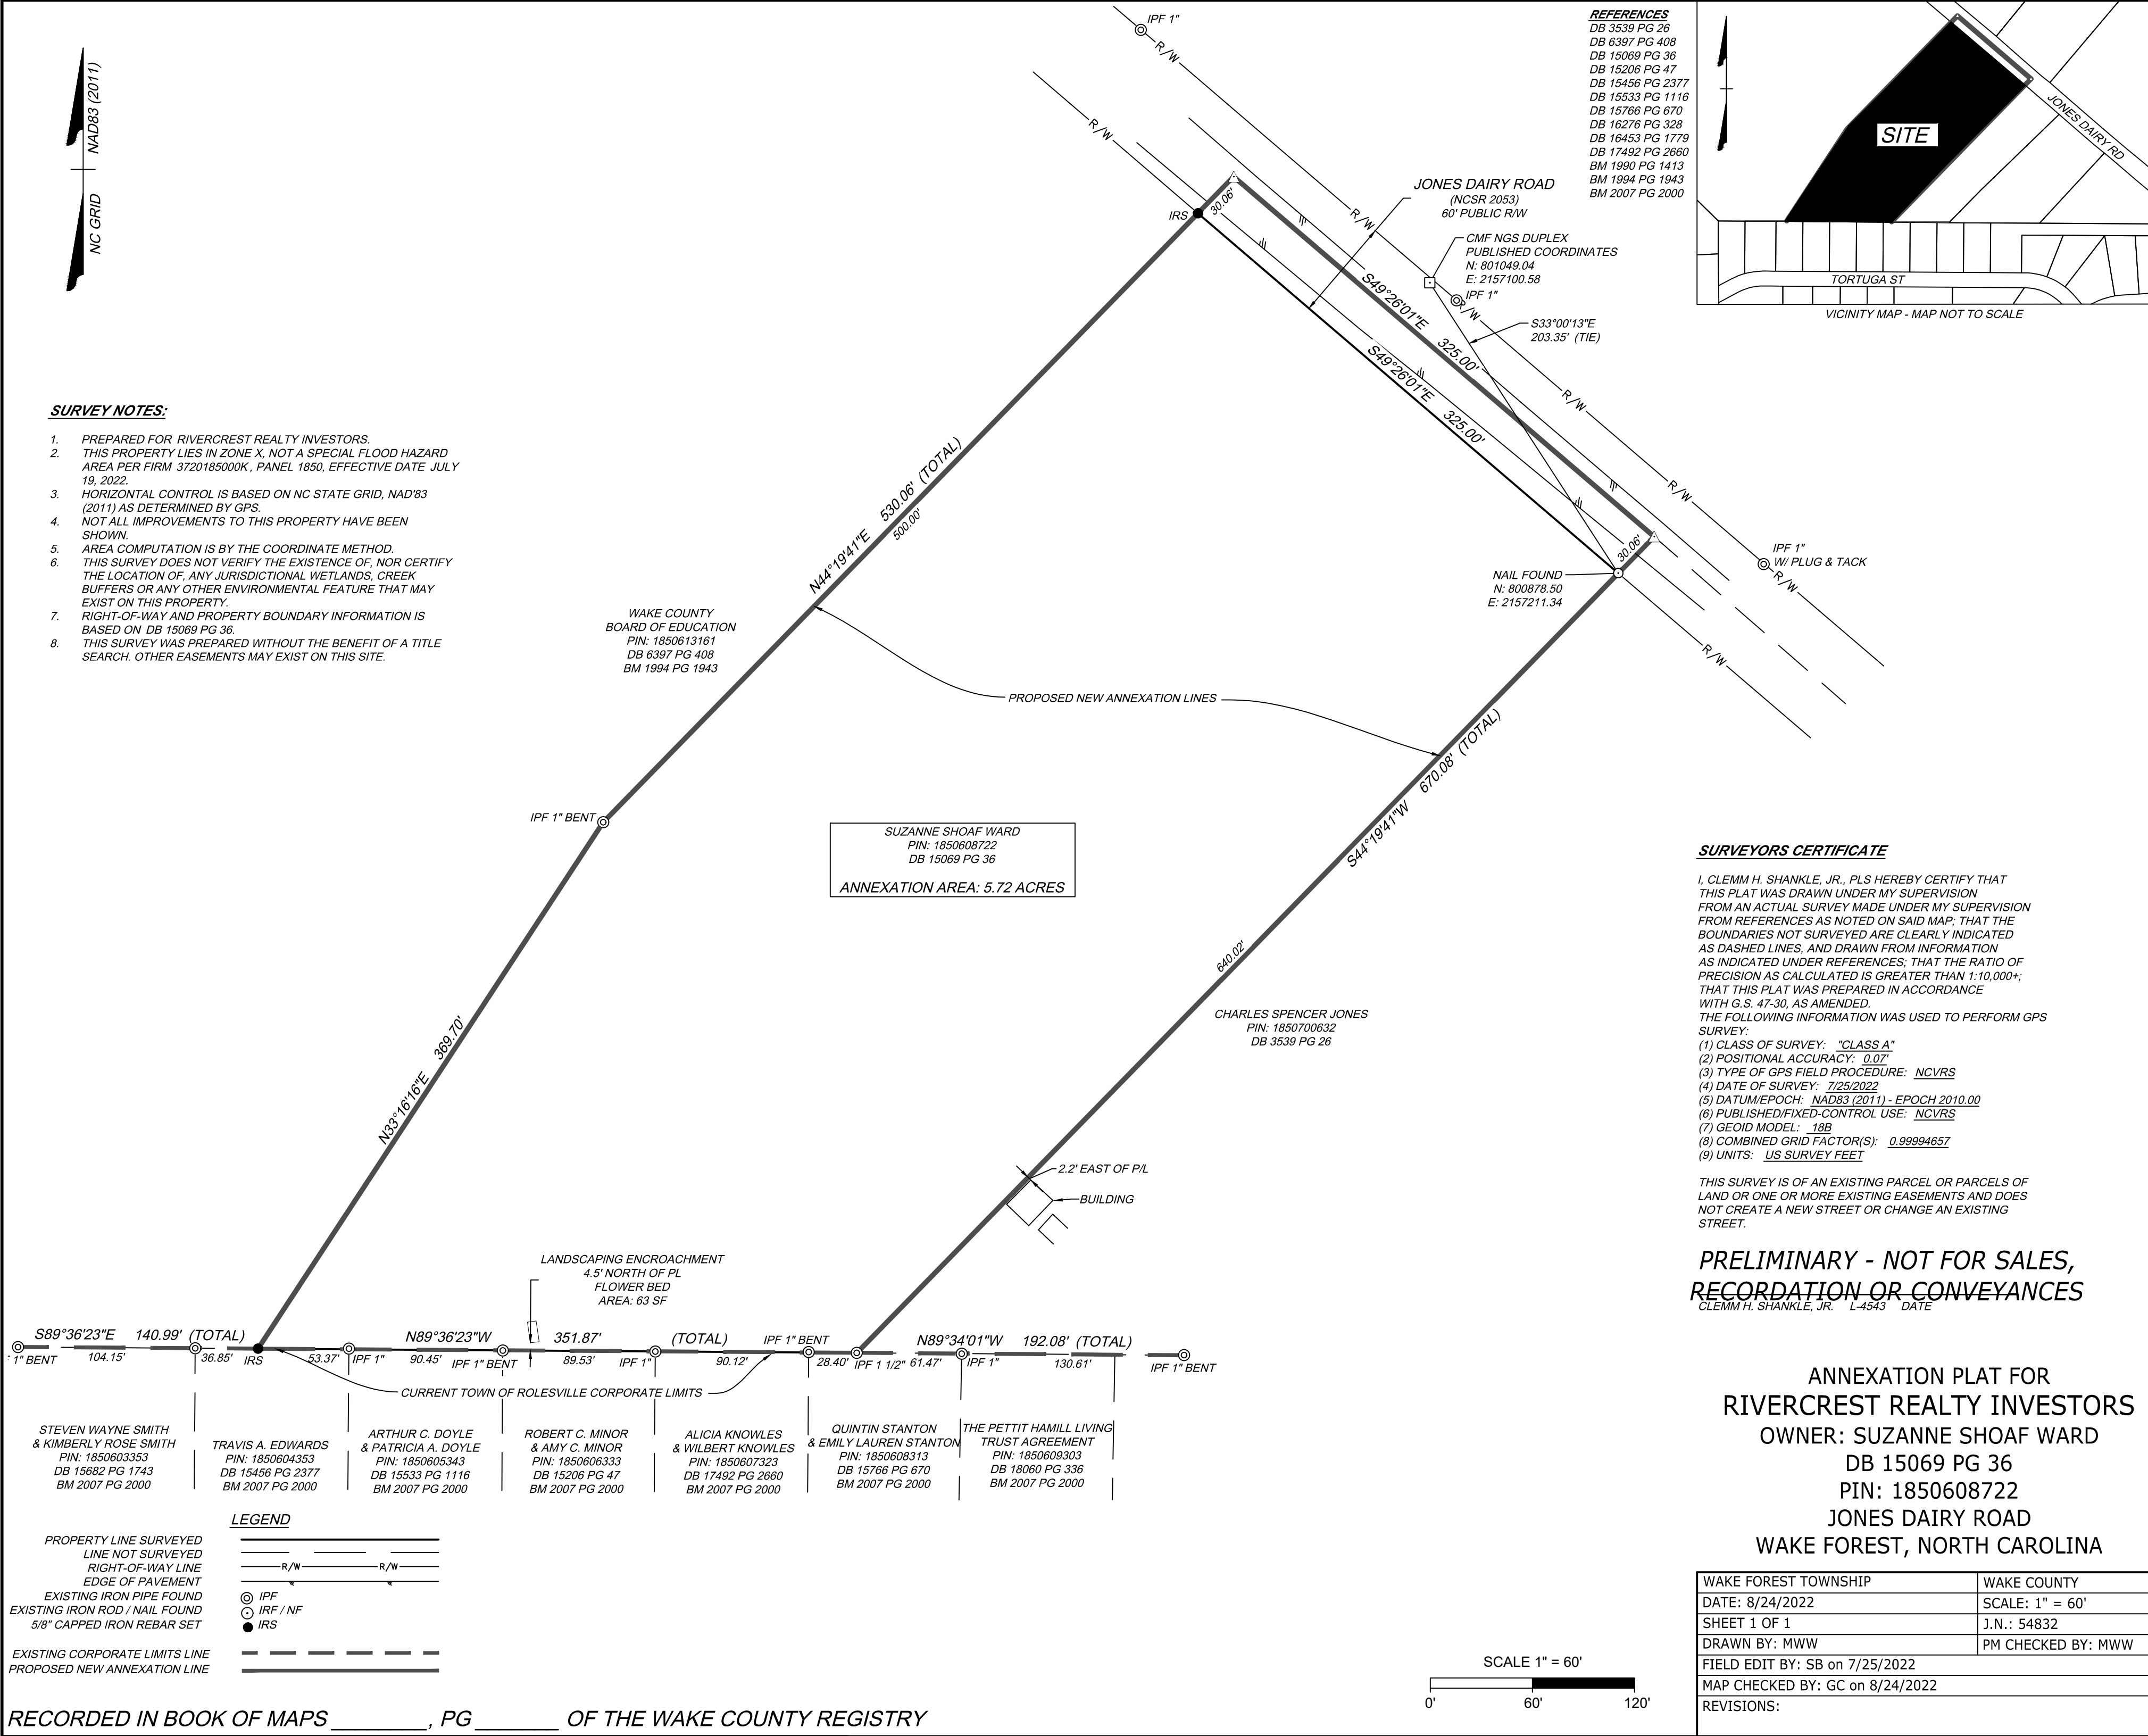 NAD83 (2011)
NC GRID
IPF 1"
R/W
R/W
REFERENCES
DB 3539 PG 26
DB 6397 PG 408
DB 15069 PG 36
DB 15206 PG 47
DB 15456 PG 2377
DB 15533 PG 1116
DB 15766 PG 670
DB 16276 PG 328
DB 16453 PG 1779
DB 17492 PG 2660
BM 1990 PG 1413
BM 1994 PG 1943
BM 2007 PG 2000
SITE
JONES DAIRY RD
TORTUGA ST
VICINITY MAP - MAP NOT TO SCALE
IRS
30.06'
R/W
JONES DAIRY ROAD
(NCSR 2053)
60' PUBLIC R/W
CMF NGS DUPLEX
PUBLISHED COORDINATES
N: 801049.04
E: 2157100.58
IPF 1"
R/W
S33°00'13"E
203.35' (TIE)
S49°26'01"E 325.00'
S49°26'01"E 325.00'
R/W
R/W
IPF 1"
W/ PLUG & TACK
R/W
30.06'
NAIL FOUND
N: 800878.50
E: 2157211.34
R/W
SURVEY NOTES:
1. PREPARED FOR RIVERCREST REALTY INVESTORS.
2. THIS PROPERTY LIES IN ZONE X, NOT A SPECIAL FLOOD HAZARD
AREA PER FIRM 3720185000K , PANEL 1850, EFFECTIVE DATE JULY
19, 2022.
3. HORIZONTAL CONTROL IS BASED ON NC STATE GRID, NAD'83
(2011) AS DETERMINED BY GPS.
4. NOT ALL IMPROVEMENTS TO THIS PROPERTY HAVE BEEN
SHOWN.
5. AREA COMPUTATION IS BY THE COORDINATE METHOD.
6. THIS SURVEY DOES NOT VERIFY THE EXISTENCE OF, NOR CERTIFY
THE LOCATION OF, ANY JURISDICTIONAL WETLANDS, CREEK
BUFFERS OR ANY OTHER ENVIRONMENTAL FEATURE THAT MAY
EXIST ON THIS PROPERTY.
7. RIGHT-OF-WAY AND PROPERTY BOUNDARY INFORMATION IS
BASED ON DB 15069 PG 36.
8. THIS SURVEY WAS PREPARED WITHOUT THE BENEFIT OF A TITLE
SEARCH. OTHER EASEMENTS MAY EXIST ON THIS SITE.
N44°19'41"E 530.06' (TOTAL)
500.00'
WAKE COUNTY
BOARD OF EDUCATION
PIN: 1850613161
DB 6397 PG 408
BM 1994 PG 1943
PROPOSED NEW ANNEXATION LINES
S44°19'41"W 670.08' (TOTAL)
640.02'
IPF 1" BENT
SUZANNE SHOAF WARD
PIN: 1850608722
DB 15069 PG 36
ANNEXATION AREA: 5.72 ACRES
N33°16'16"E 369.70'
CHARLES SPENCER JONES
PIN: 1850700632
DB 3539 PG 26
2.2' EAST OF P/L
BUILDING
LANDSCAPING ENCROACHMENT
4.5' NORTH OF PL
FLOWER BED
AREA: 63 SF
S89°36'23"E 140.99' (TOTAL)
N89°36'23"W 351.87' (TOTAL)
IPF 1" BENT
N89°34'01"W 192.08' (TOTAL)
1" BENT
104.15'
36.85'
IRS
53.37'
IPF 1"
90.45'
IPF 1" BENT
89.53'
IPF 1"
90.12'
28.40'
IPF 1 1/2"
61.47'
IPF 1"
130.61'
IPF 1" BENT
CURRENT TOWN OF ROLESVILLE CORPORATE LIMITS
STEVEN WAYNE SMITH
& KIMBERLY ROSE SMITH
PIN: 1850603353
DB 15682 PG 1743
BM 2007 PG 2000
TRAVIS A. EDWARDS
PIN: 1850604353
DB 15456 PG 2377
BM 2007 PG 2000
ARTHUR C. DOYLE
& PATRICIA A. DOYLE
PIN: 1850605343
DB 15533 PG 1116
BM 2007 PG 2000
ROBERT C. MINOR
& AMY C. MINOR
PIN: 1850606333
DB 15206 PG 47
BM 2007 PG 2000
ALICIA KNOWLES
& WILBERT KNOWLES
PIN: 1850607323
DB 17492 PG 2660
BM 2007 PG 2000
QUINTIN STANTON
& EMILY LAUREN STANTON
PIN: 1850608313
DB 15766 PG 670
BM 2007 PG 2000
THE PETTIT HAMILL LIVING
TRUST AGREEMENT
PIN: 1850609303
DB 18060 PG 336
BM 2007 PG 2000
LEGEND
PROPERTY LINE SURVEYED
LINE NOT SURVEYED
RIGHT-OF-WAY LINE R/W R/W
EDGE OF PAVEMENT
EXISTING IRON PIPE FOUND IPF
EXISTING IRON ROD / NAIL FOUND IRF / NF
5/8" CAPPED IRON REBAR SET IRS
EXISTING CORPORATE LIMITS LINE
PROPOSED NEW ANNEXATION LINE
RECORDED IN BOOK OF MAPS ________, PG _______ OF THE WAKE COUNTY REGISTRY
SCALE 1" = 60'
0' 60' 120'
SURVEYORS CERTIFICATE
I, CLEMM H. SHANKLE, JR., PLS HEREBY CERTIFY THAT
THIS PLAT WAS DRAWN UNDER MY SUPERVISION
FROM AN ACTUAL SURVEY MADE UNDER MY SUPERVISION
FROM REFERENCES AS NOTED ON SAID MAP; THAT THE
BOUNDARIES NOT SURVEYED ARE CLEARLY INDICATED
AS DASHED LINES, AND DRAWN FROM INFORMATION
AS INDICATED UNDER REFERENCES; THAT THE RATIO OF
PRECISION AS CALCULATED IS GREATER THAN 1:10,000+;
THAT THIS PLAT WAS PREPARED IN ACCORDANCE
WITH G.S. 47-30, AS AMENDED.
THE FOLLOWING INFORMATION WAS USED TO PERFORM GPS
SURVEY:
(1) CLASS OF SURVEY: "CLASS A"
(2) POSITIONAL ACCURACY: 0.07'
(3) TYPE OF GPS FIELD PROCEDURE: NCVRS
(4) DATE OF SURVEY: 7/25/2022
(5) DATUM/EPOCH: NAD83 (2011) - EPOCH 2010.00
(6) PUBLISHED/FIXED-CONTROL USE: NCVRS
(7) GEOID MODEL: 18B
(8) COMBINED GRID FACTOR(S): 0.99994657
(9) UNITS: US SURVEY FEET
THIS SURVEY IS OF AN EXISTING PARCEL OR PARCELS OF
LAND OR ONE OR MORE EXISTING EASEMENTS AND DOES
NOT CREATE A NEW STREET OR CHANGE AN EXISTING
STREET.
PRELIMINARY - NOT FOR SALES,
RECORDATION OR CONVEYANCES
CLEMM H. SHANKLE, JR. L-4543 DATE
ANNEXATION PLAT FOR
RIVERCREST REALTY INVESTORS
OWNER: SUZANNE SHOAF WARD
DB 15069 PG 36
PIN: 1850608722
JONES DAIRY ROAD
WAKE FOREST, NORTH CAROLINA
WAKE FOREST TOWNSHIP WAKE COUNTY
DATE: 8/24/2022 SCALE: 1" = 60'
SHEET 1 OF 1 J.N.: 54832
DRAWN BY: MWW PM CHECKED BY: MWW
FIELD EDIT BY: SB on 7/25/2022
MAP CHECKED BY: GC on 8/24/2022
REVISIONS: